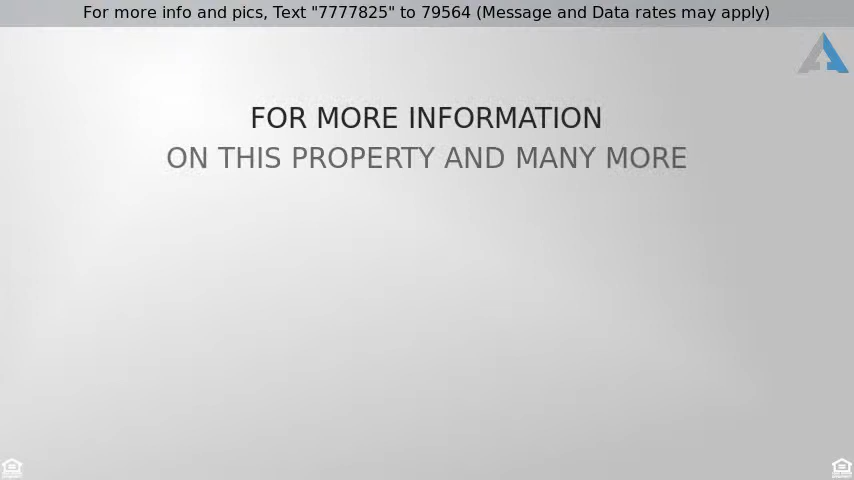 For more info and pics, Text "7777825" to 79564 (Message and Data rates may apply)
FOR MORE INFORMATION
ON THIS PROPERTY AND MANY MORE